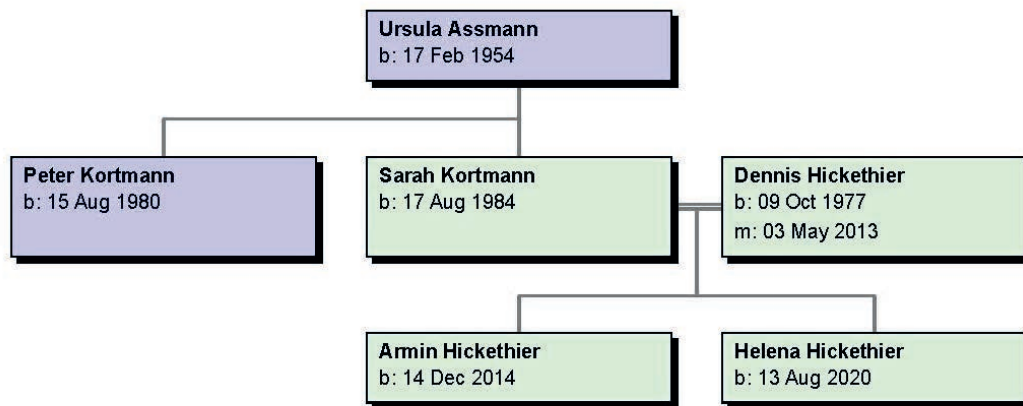 Ursula Assmann
b: 17 Feb 1954
Peter Kortmann
b: 15 Aug 1980
Sarah Kortmann
b: 17 Aug 1984
Dennis Hickethier
b: 09 Oct 1977
m: 03 May 2013
Armin Hickethier
b: 14 Dec 2014
Helena Hickethier
b: 13 Aug 2020